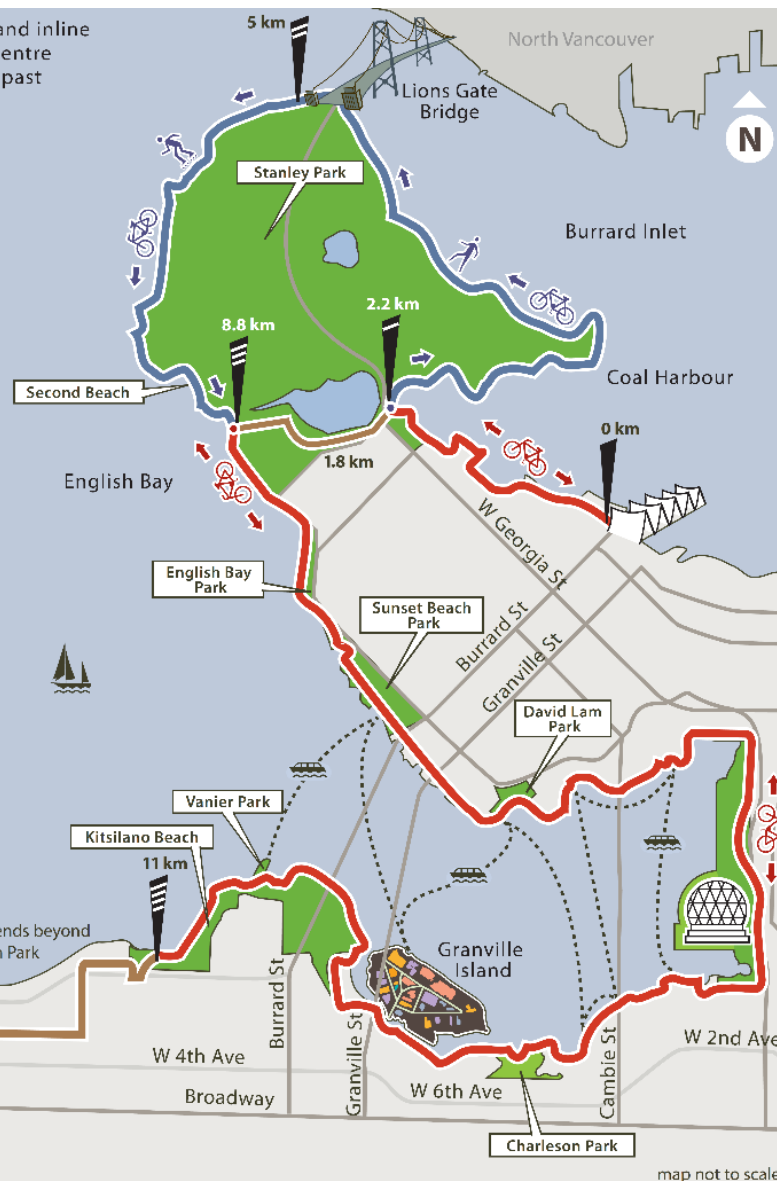 and inline
entre
past
5 km
North Vancouver
Lions Gate
Bridge
N
Stanley Park
Burrard Inlet
2.2 km
8.8 km
Coal Harbour
Second Beach
0 km
1.8 km
English Bay
W Georgia St
English Bay
Park
Sunset Beach
Park
Burrard St
Granville St
David Lam
Park
Vanier Park
Kitsilano Beach
11 km
ends beyond
Park
Granville
Island
Burrard St
Granville St
Cambie St
W 2nd Ave
W 4th Ave
W 6th Ave
Broadway
Charleson Park
map not to scale